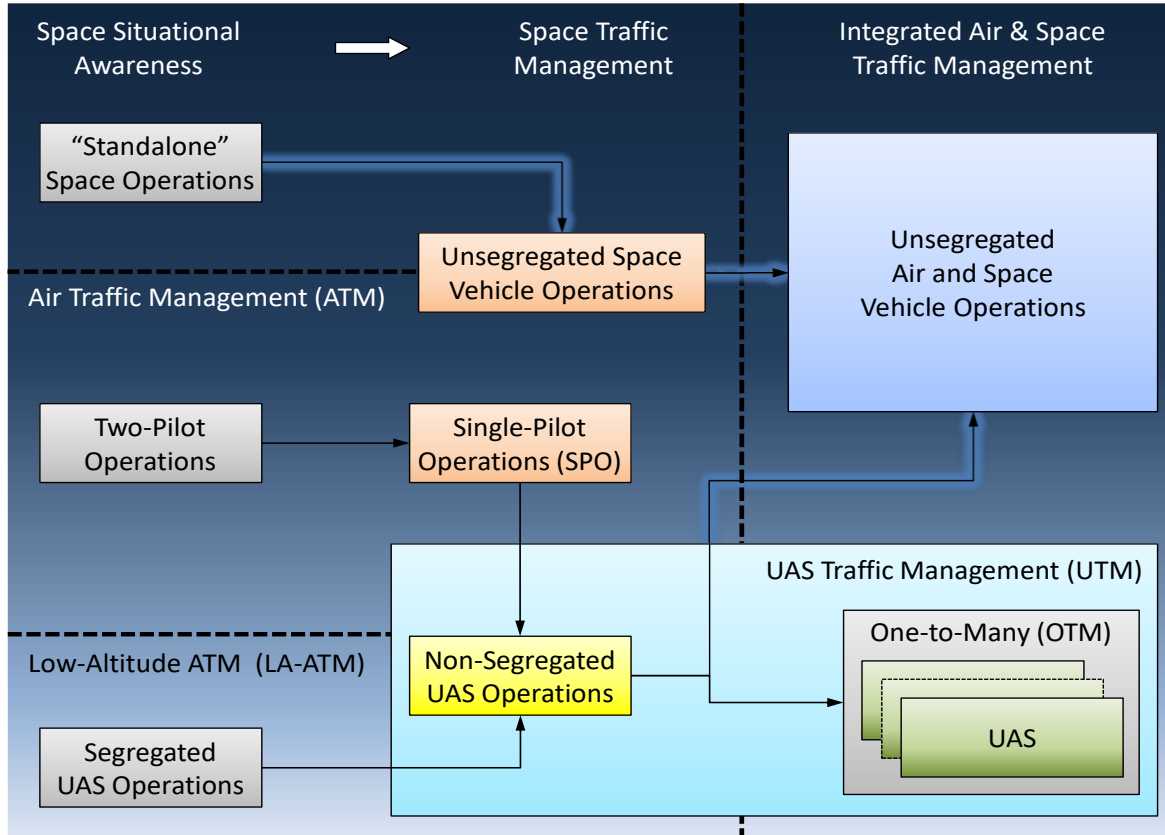 Space Situational
Awareness
Space Traffic
Management
Integrated Air & Space
Traffic Management
“Standalone”
Space Operations
Unsegregated Space
Vehicle Operations
Unsegregated
Air and Space
Vehicle Operations
Air Traffic Management (ATM)
Two-Pilot
Operations
Single-Pilot
Operations (SPO)
UAS Traffic Management (UTM)
Low-Altitude ATM (LA-ATM)
Non-Segregated
UAS Operations
One-to-Many (OTM)
UAS
Segregated
UAS Operations